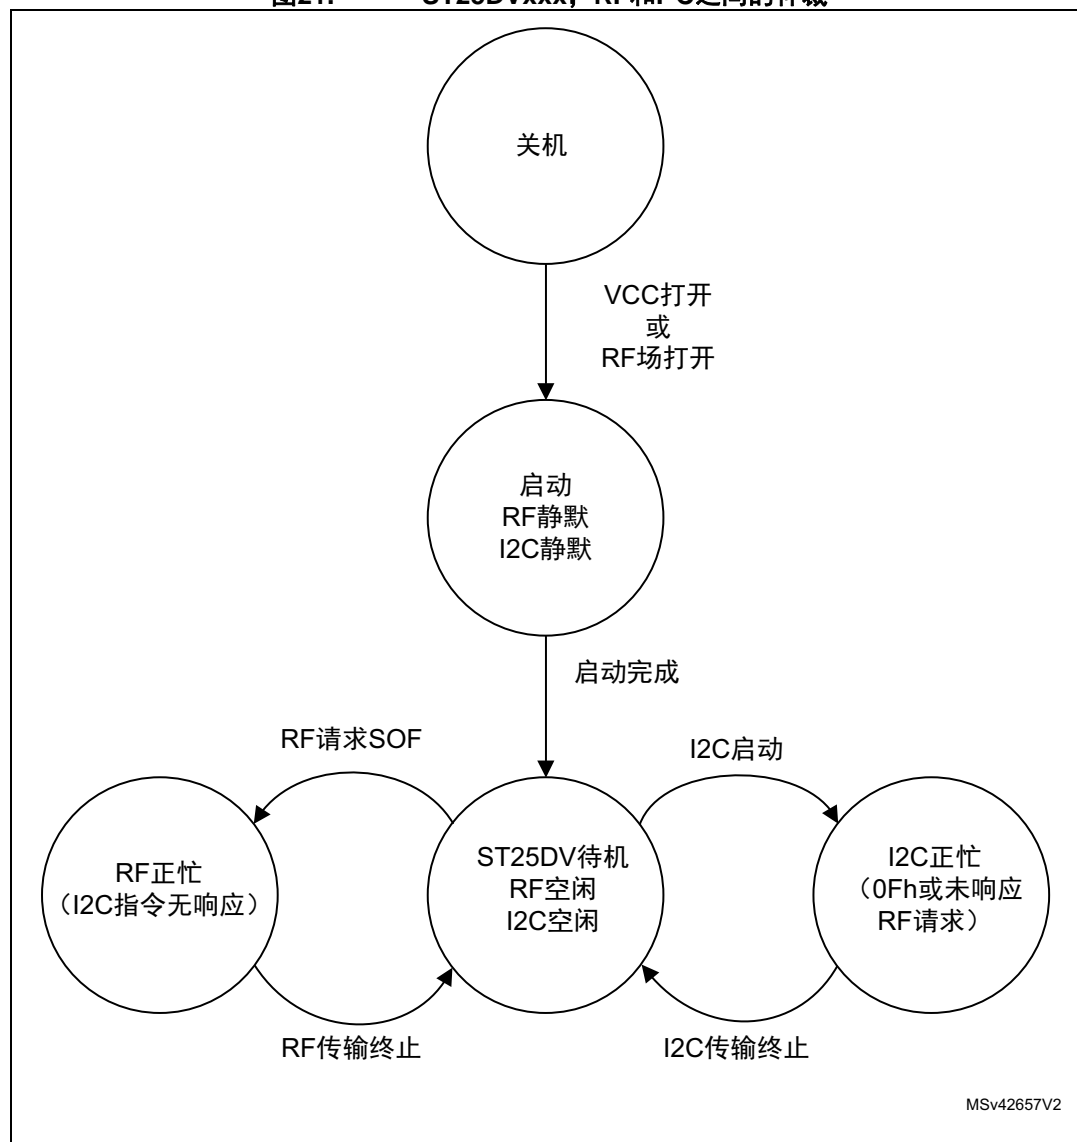 关机
VCC打开
或
RF场打开
启动
RF静默
I2C静默
启动完成
RF请求SOF
I2C启动
RF正忙
（I2C指令无响应）
ST25DV待机
RF空闲
I2C空闲
I2C正忙
（0Fh或未响应
RF请求）
RF传输终止
I2C传输终止
MSv42657V2